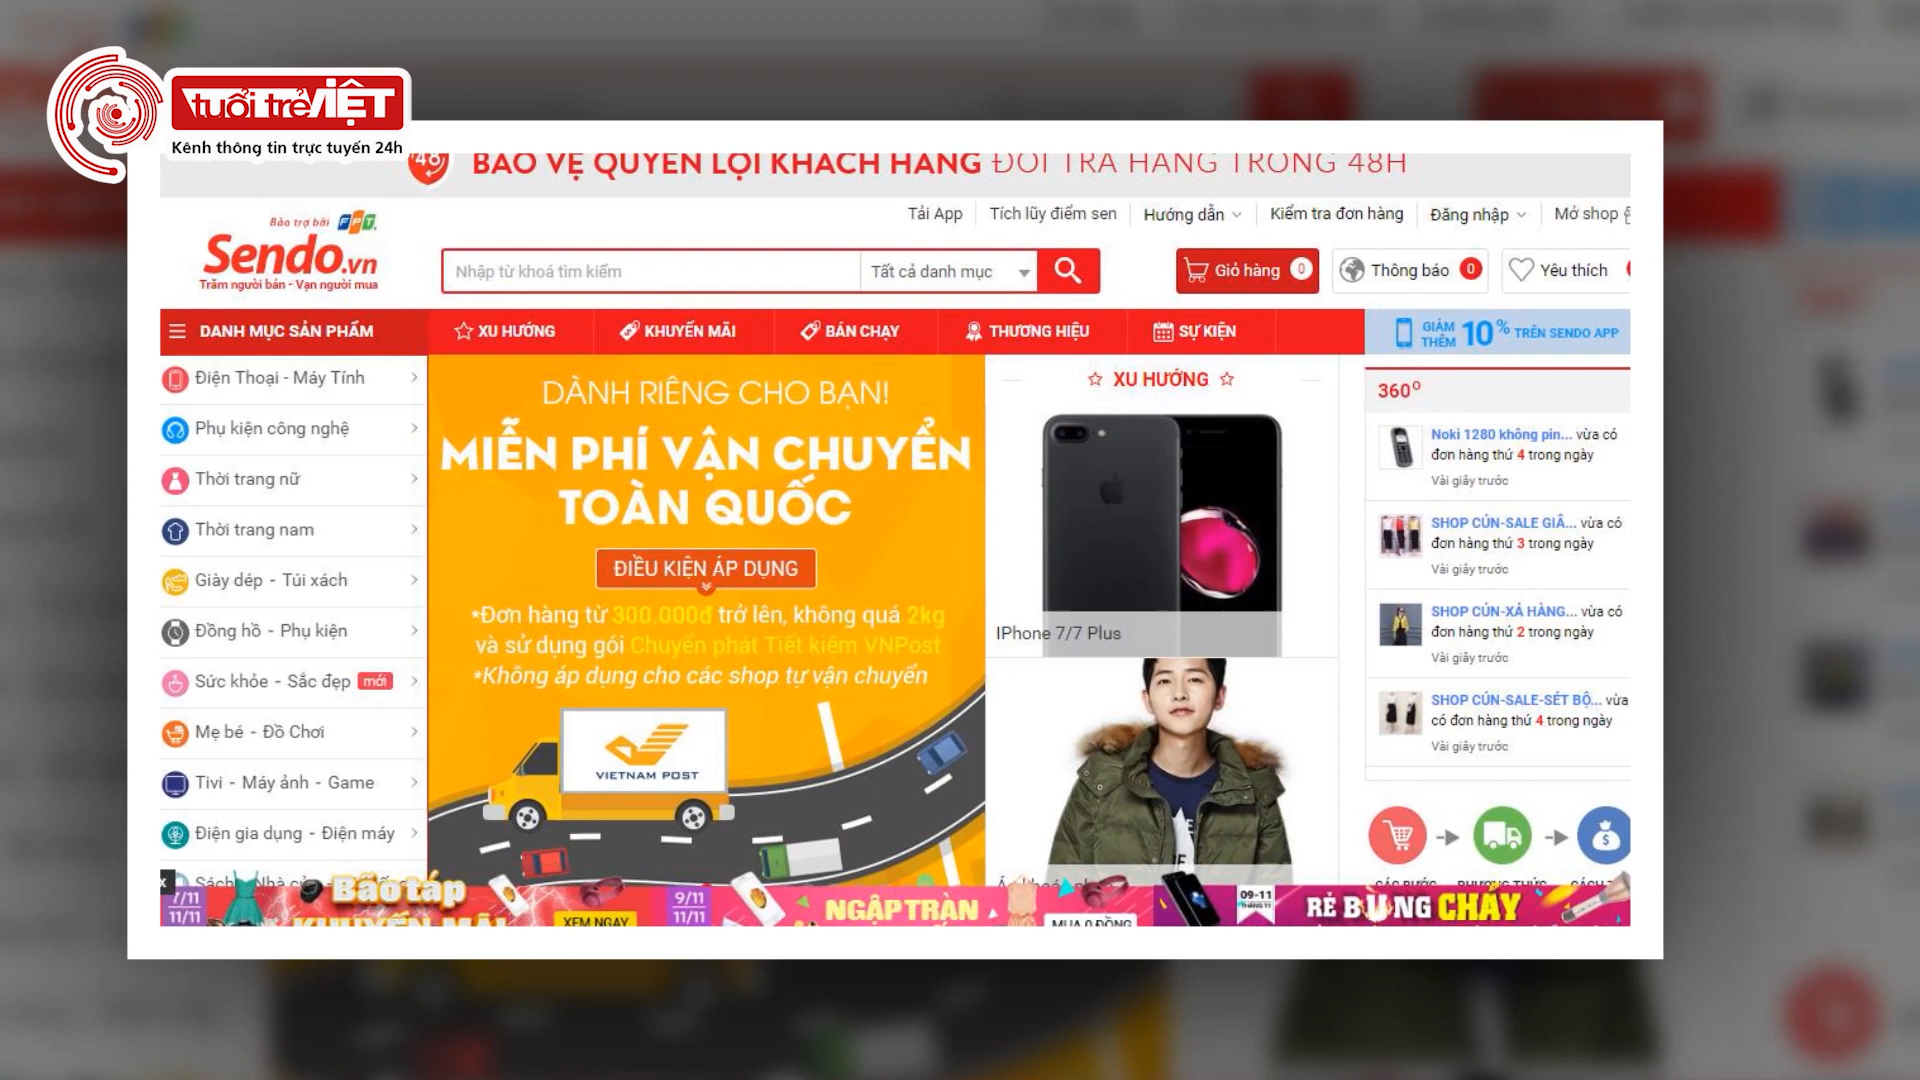 tuổi trẻ VIỆT
Kênh thông tin trực tuyến 24h
48
BẢO VỆ QUYỀN LỢI KHÁCH HÀNG ĐỔI TRẢ HÀNG TRONG 48H
Tải App
Tích lũy điểm sen
Hướng dẫn
Kiểm tra đơn hàng
Đăng nhập
Mở shop
Bảo trợ bởi FPT
Sendo.vn
Trăm người bán - Vạn người mua
Nhập từ khoá tìm kiếm
Tất cả danh mục
Giỏ hàng 0
Thông báo 0
Yêu thích
DANH MỤC SẢN PHẨM
XU HƯỚNG
KHUYẾN MÃI
BÁN CHẠY
THƯƠNG HIỆU
SỰ KIỆN
GIẢM THÊM 10% TRÊN SENDO APP
Điện Thoại - Máy Tính
Phụ kiện công nghệ
Thời trang nữ
Thời trang nam
Giày dép - Túi xách
Đồng hồ - Phụ kiện
Sức khỏe - Sắc đẹp mới
Mẹ bé - Đồ Chơi
Tivi - Máy ảnh - Game
Điện gia dụng - Điện máy
DÀNH RIÊNG CHO BẠN!
MIỄN PHÍ VẬN CHUYỂN
TOÀN QUỐC
ĐIỀU KIỆN ÁP DỤNG
*Đơn hàng từ 300.000đ trở lên, không quá 2kg
và sử dụng gói Chuyển phát Tiết kiệm VNPost
*Không áp dụng cho các shop tự vận chuyển
VIETNAM POST
XU HƯỚNG
IPhone 7/7 Plus
360°
Noki 1280 không pin... vừa có
đơn hàng thứ 4 trong ngày
Vài giây trước
SHOP CÚN-SALE GIÂ... vừa có
đơn hàng thứ 3 trong ngày
Vài giây trước
SHOP CÚN-XẢ HÀNG... vừa có
đơn hàng thứ 2 trong ngày
Vài giây trước
SHOP CÚN-SALE-SÉT BỘ... vừa
có đơn hàng thứ 4 trong ngày
Vài giây trước
7/11
11/11
Bão táp
KHUYẾN MÃI
XEM NGAY
9/11
11/11
NGẬP TRÀN
MUA 0 ĐỒNG
09-11
THÁNG 11
RẺ BÙNG CHÁY